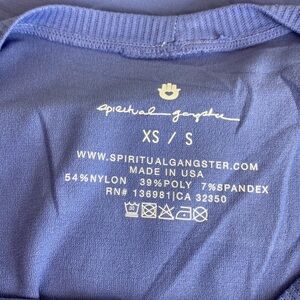 spiritual gangster
XS / S
WWW.SPIRITUALGANGSTER.COM
MADE IN USA
54%NYLON 39%POLY 7%SPANDEX
RN# 136981|CA 32350